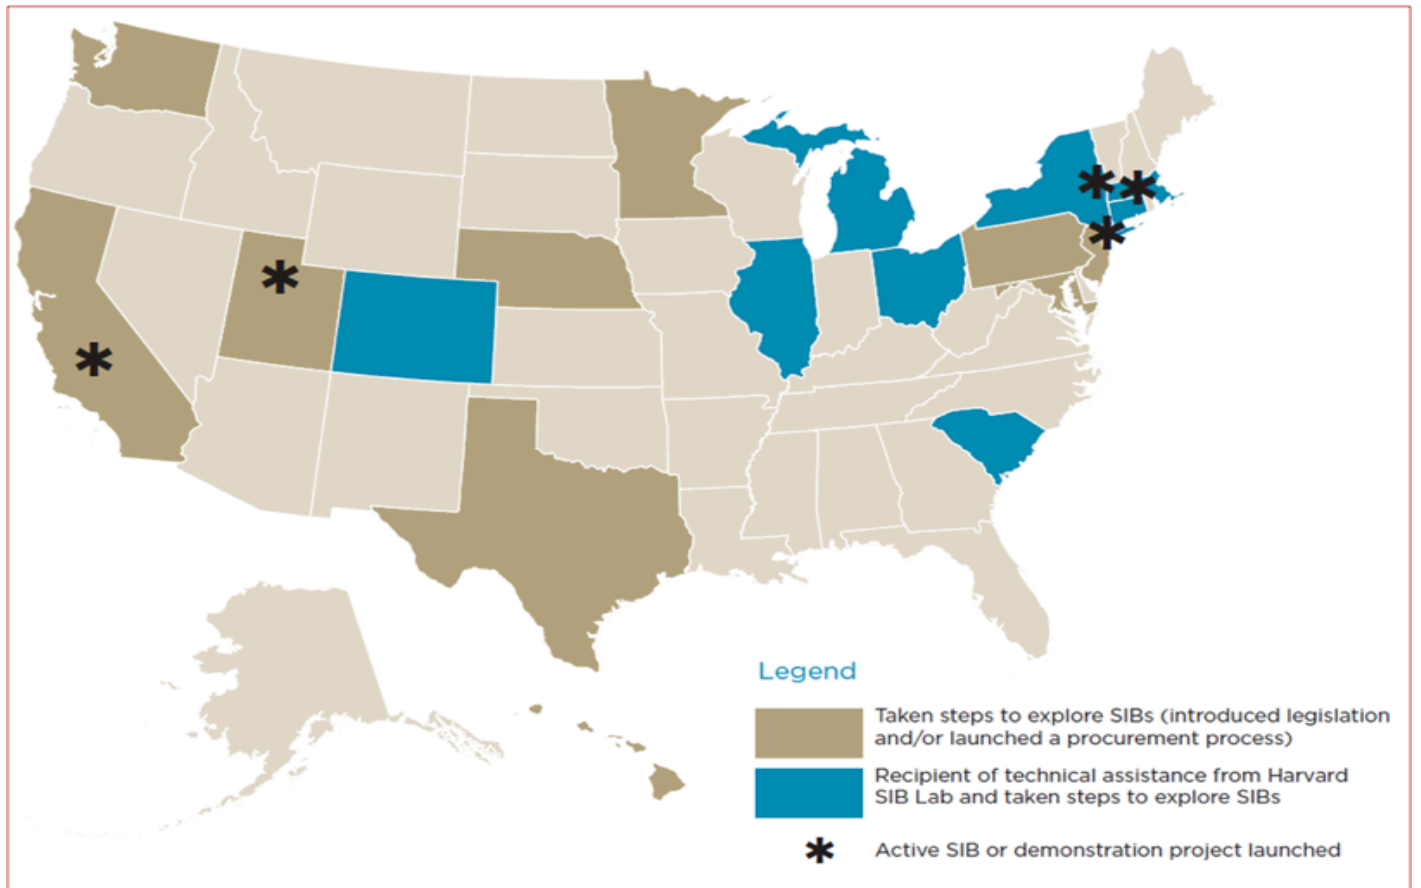 Legend
Taken steps to explore SIBs (introduced legislation
and/or launched a procurement process)
Recipient of technical assistance from Harvard
SIB Lab and taken steps to explore SIBs
Active SIB or demonstration project launched